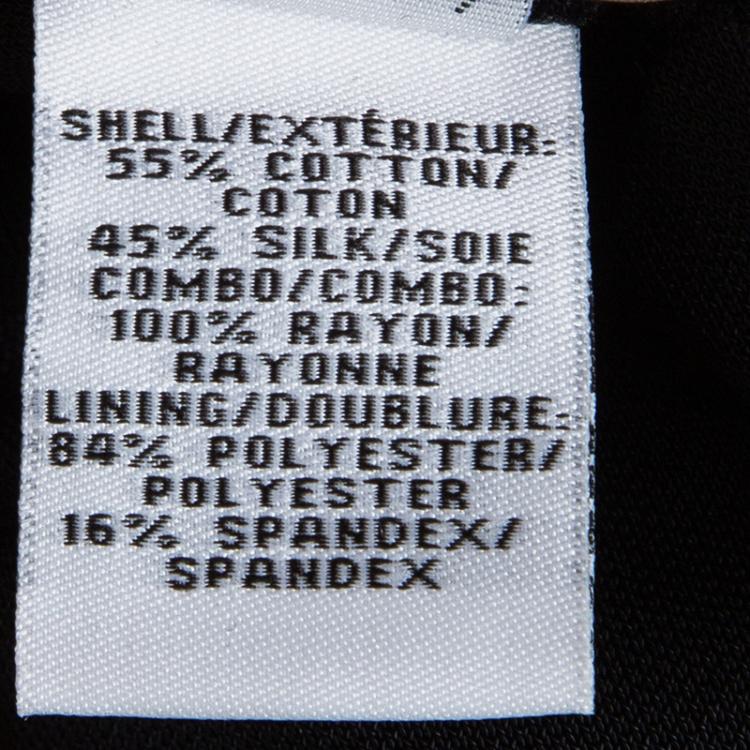 SHELL/EXTÉRIEUR:
55% COTTON/
COTON
45% SILK/SOIE
COMBO/COMBO:
100% RAYON/
RAYONNE
LINING/DOUBLURE:
84% POLYESTER/
POLYESTER
16% SPANDEX/
SPANDEX